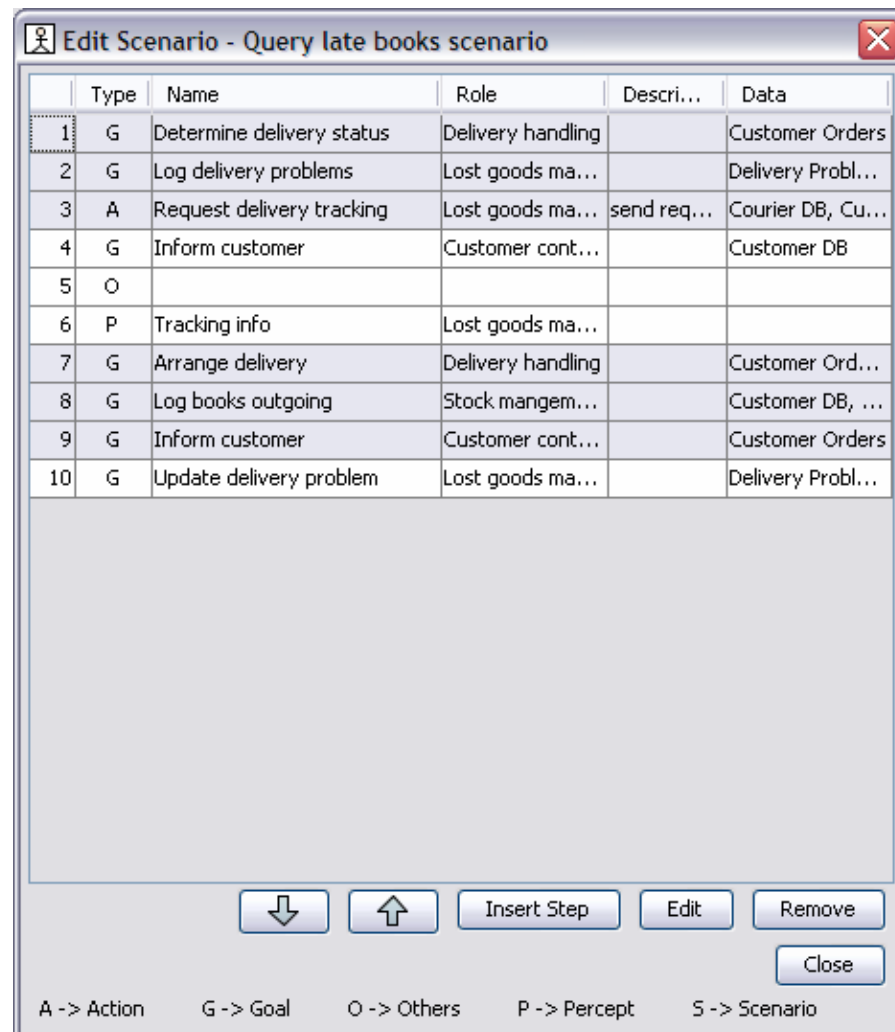 Edit Scenario - Query late books scenario
Type Name Role Descri... Data
1 G Determine delivery status Delivery handling Customer Orders
2 G Log delivery problems Lost goods ma... Delivery Probl...
3 A Request delivery tracking Lost goods ma... send req... Courier DB, Cu...
4 G Inform customer Customer cont... Customer DB
5 O
6 P Tracking info Lost goods ma...
7 G Arrange delivery Delivery handling Customer Ord...
8 G Log books outgoing Stock mangem... Customer DB, ...
9 G Inform customer Customer cont... Customer Orders
10 G Update delivery problem Lost goods ma... Delivery Probl...
Insert Step Edit Remove
Close
A -> Action G -> Goal O -> Others P -> Percept S -> Scenario